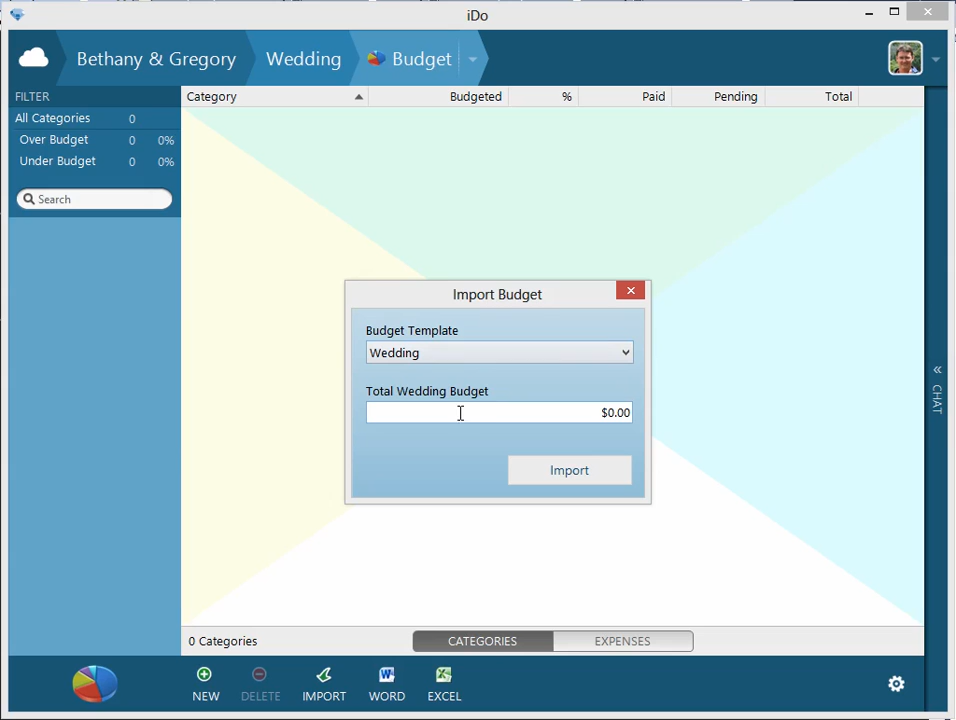 iDo
Bethany & Gregory
Wedding
Budget
FILTER
All Categories 0
Over Budget 0 0%
Under Budget 0 0%
Search
Category Budgeted % Paid Pending Total
Import Budget
Budget Template
Wedding
Total Wedding Budget
$0.00
Import
CHAT
0 Categories
CATEGORIES
EXPENSES
NEW
DELETE
IMPORT
WORD
EXCEL